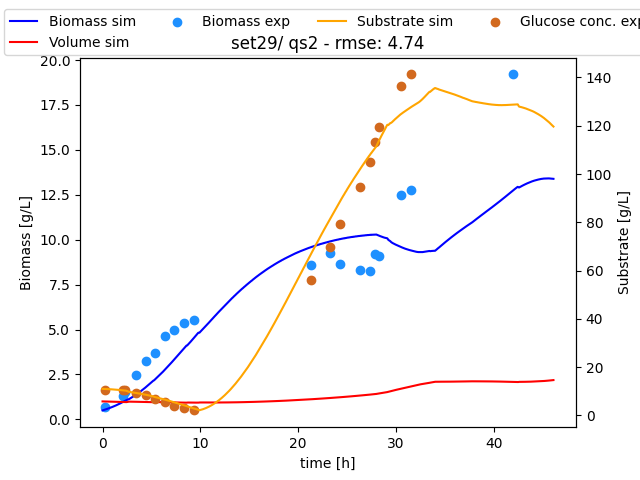 Biomass sim Biomass exp Substrate sim Glucose conc. exp
Volume sim
set29/ qs2 - rmse: 4.74
20.0
17.5
15.0
12.5
10.0
7.5
5.0
2.5
0.0
Biomass [g/L]
140
120
100
80
60
40
20
0
Substrate [g/L]
0 10 20 30 40
time [h]